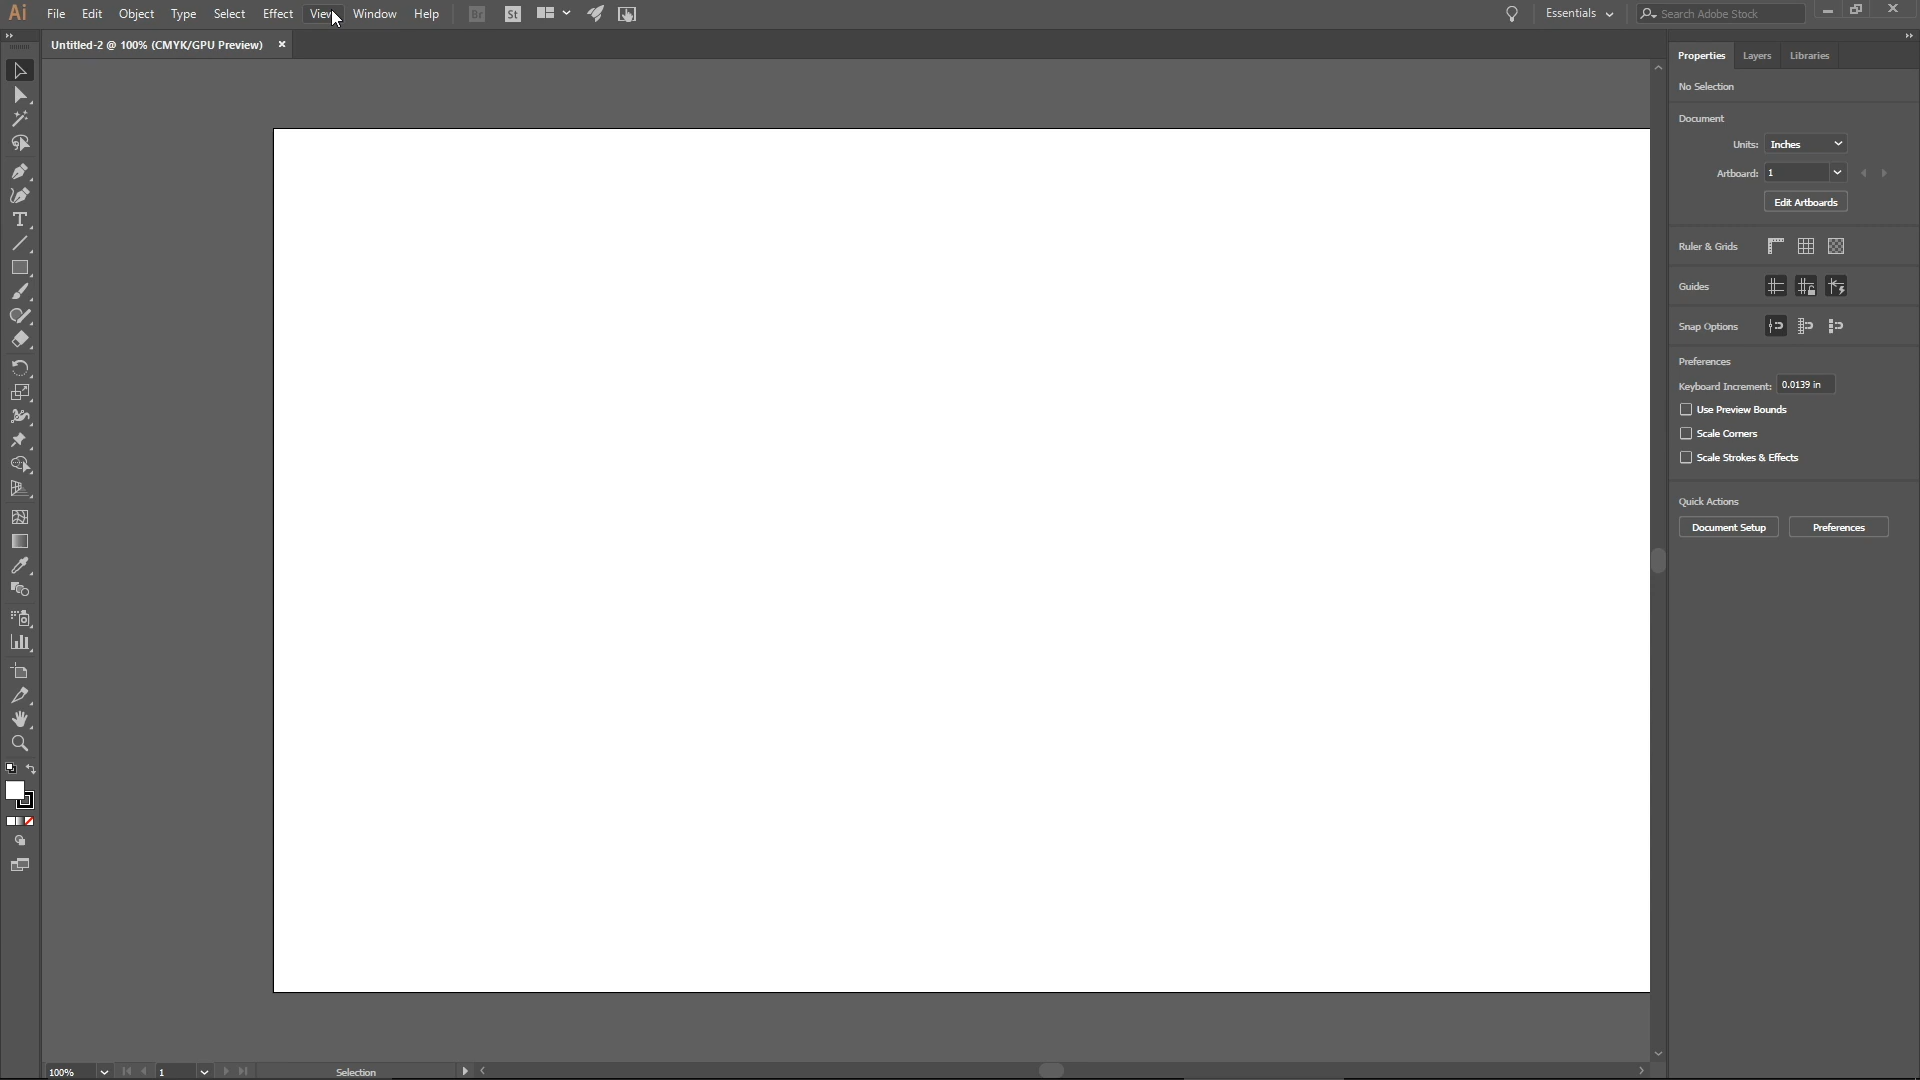 Ai File Edit Object Type Select Effect View Window Help Br St Essentials Search Adobe Stock
Untitled-2 @ 100% (CMYK/GPU Preview) ×
Properties Layers Libraries
No Selection
Document
Units: Inches
Artboard: 1
Edit Artboards
Ruler & Grids
Guides
Snap Options
Preferences
Keyboard Increment: 0.0139 in
Use Preview Bounds
Scale Corners
Scale Strokes & Effects
Quick Actions
Document Setup Preferences
100% 1 Selection